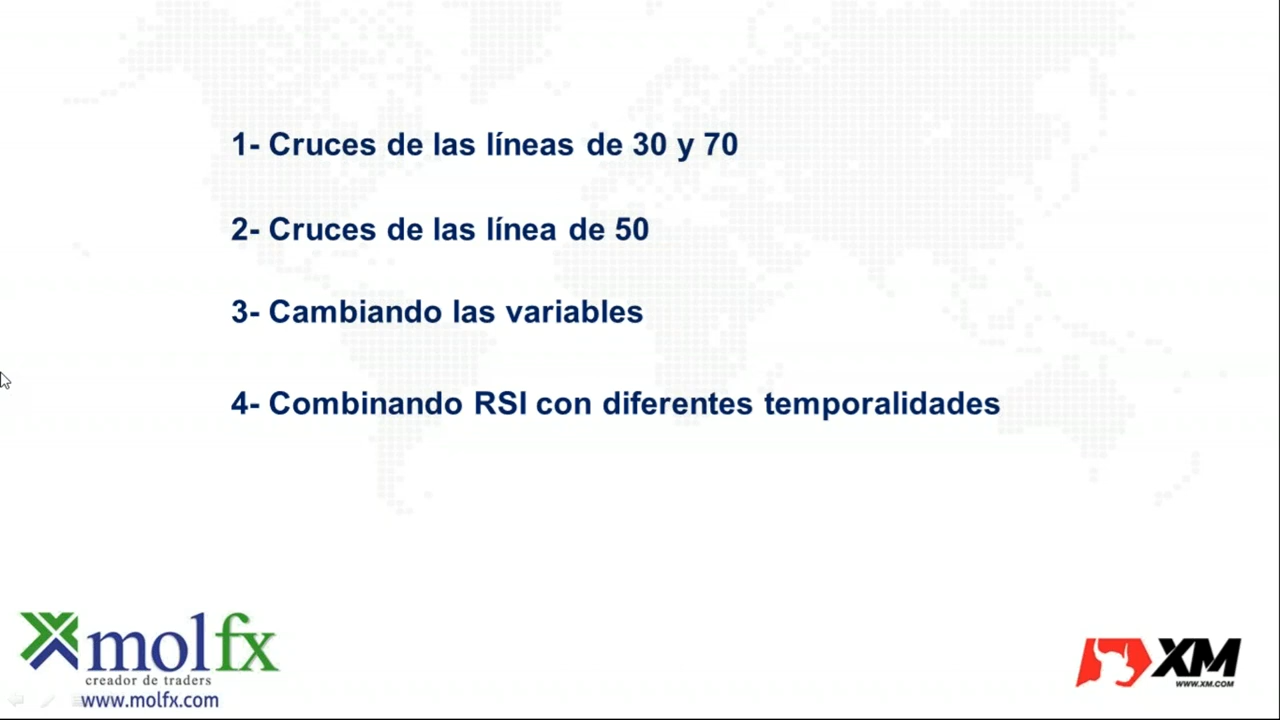 1- Cruces de las líneas de 30 y 70
2- Cruces de las línea de 50
3- Cambiando las variables
4- Combinando RSI con diferentes temporalidades
molfx
creador de traders
www.molfx.com
XM
WWW.XM.COM